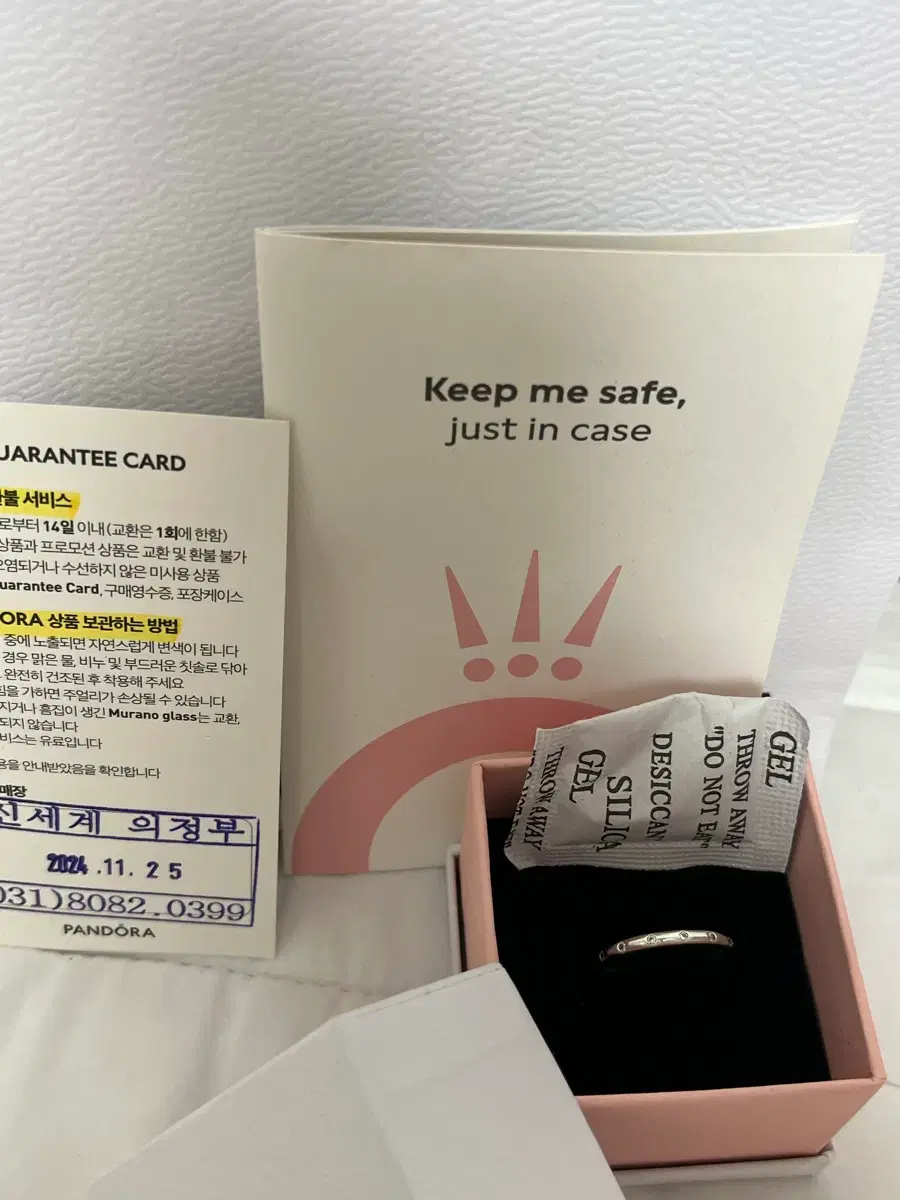 Keep me safe,
just in case
UARANTEE CARD
환불 서비스
로부터 14일 이내 (교환은 1회에 한함)
상품과 프로모션 상품은 교환 및 환불 불가
오염되거나 수선하지 않은 미사용 상품
uarantee Card, 구매영수증, 포장케이스
ORA 상품 보관하는 방법
중에 노출되면 자연스럽게 변색이 됩니다
경우 맑은 물, 비누 및 부드러운 칫솔로 닦아
완전히 건조된 후 착용해 주세요
힘을 가하면 주얼리가 손상될 수 있습니다
지거나 흠집이 생긴 Murano glass는 교환,
되지 않습니다
비스는 유료입니다
용을 안내받았음을 확인합니다
매장
신세계 의정부
2024.11.25
031)8082.0399
PANDORA
GEL
THROW AWAY
"DO NOT EAT"
DESICCAN
SILICA
GEL
THROW AWAY